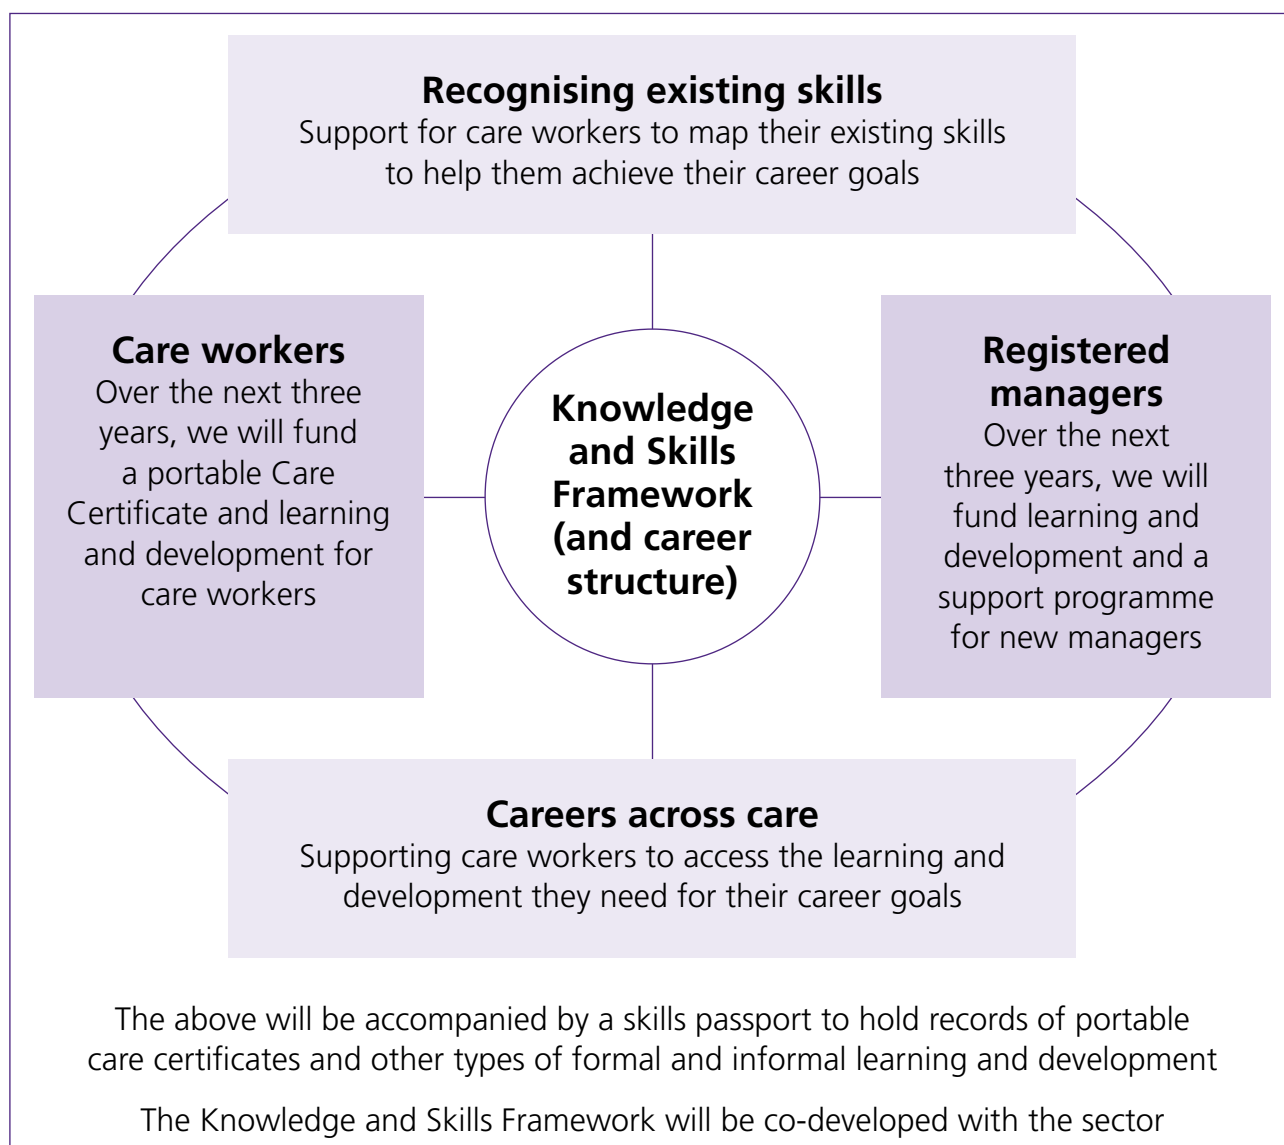 Recognising existing skills
Support for care workers to map their existing skills
to help them achieve their career goals
Care workers
Over the next three
years, we will fund
a portable Care
Certificate and learning
and development for
care workers
Knowledge
and Skills
Framework
(and career
structure)
Registered
managers
Over the next
three years, we will
fund learning and
development and a
support programme
for new managers
Careers across care
Supporting care workers to access the learning and
development they need for their career goals
The above will be accompanied by a skills passport to hold records of portable
care certificates and other types of formal and informal learning and development
The Knowledge and Skills Framework will be co-developed with the sector